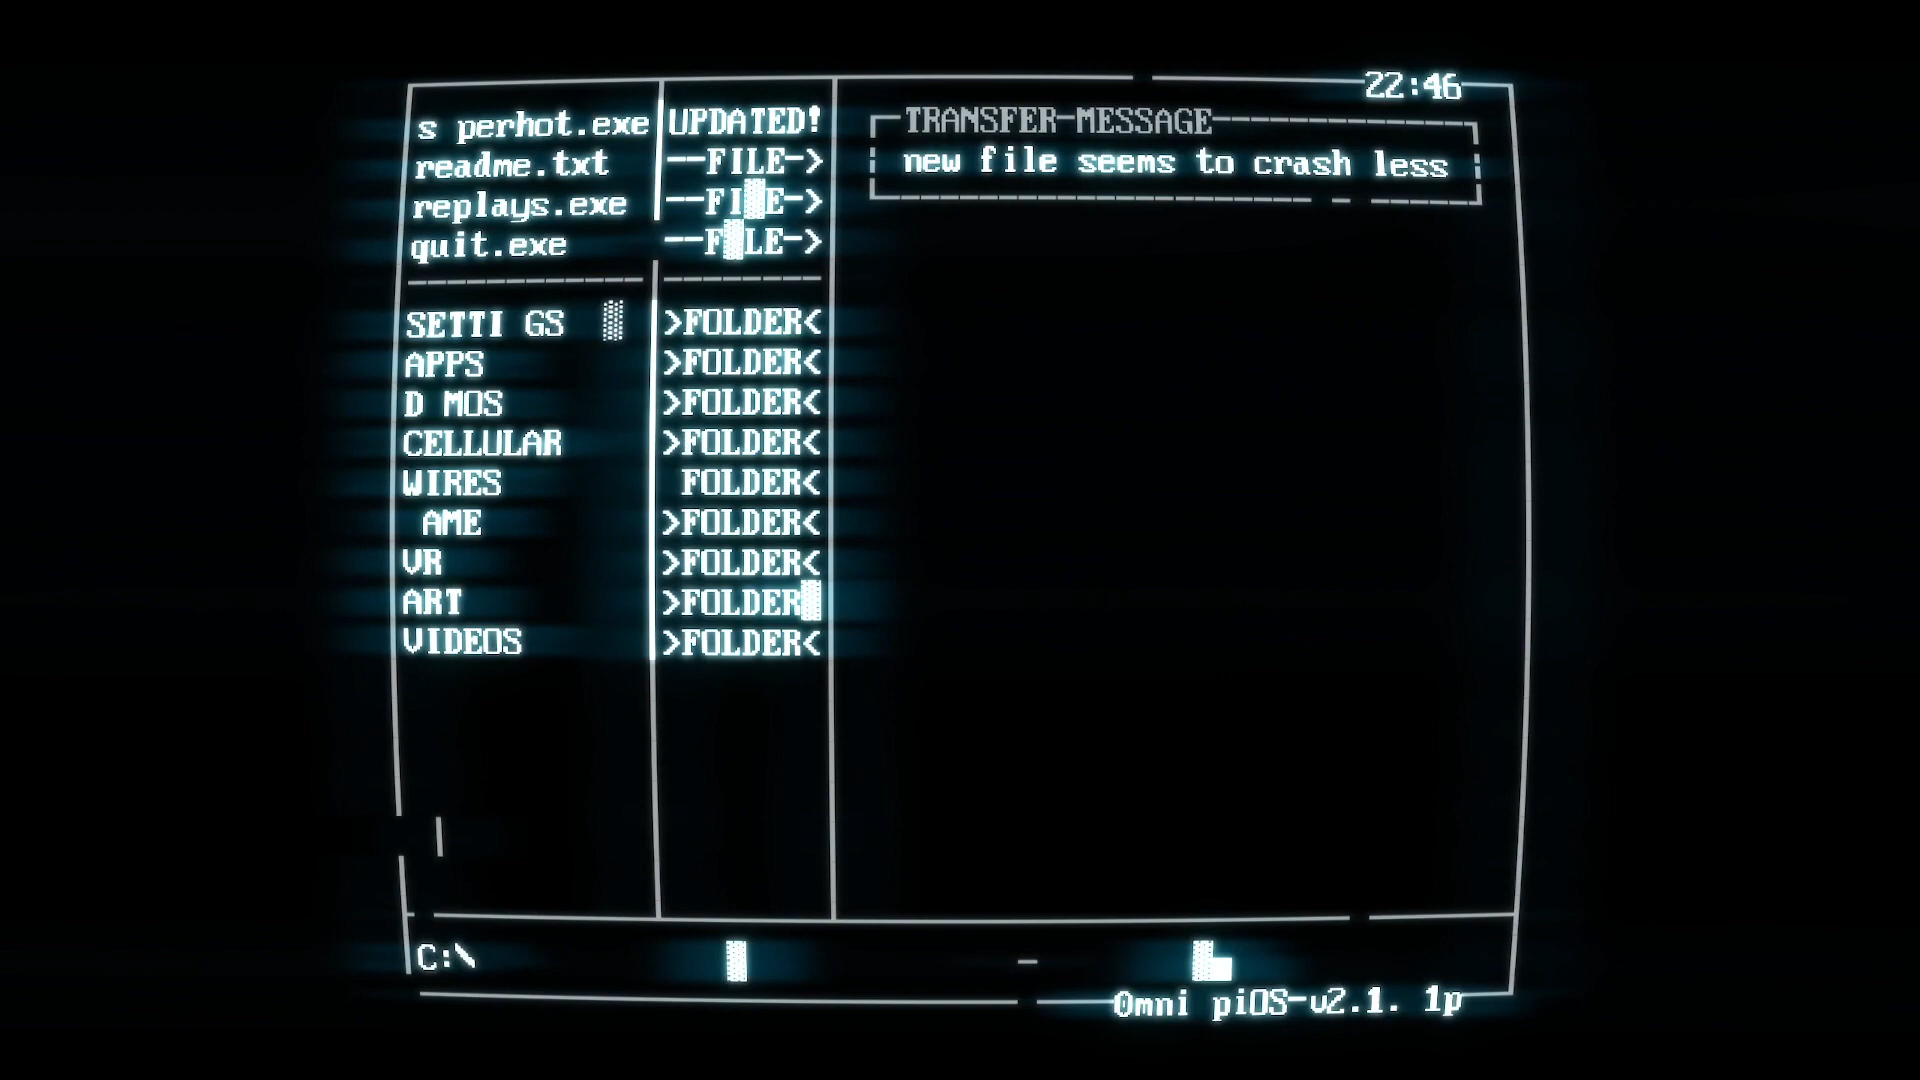 22:46
s perhot.exe UPDATED!
readme.txt --FILE->
replays.exe --FI E->
quit.exe --F LE->
SETTI GS >FOLDER<
APPS >FOLDER<
D MOS >FOLDER<
CELLULAR >FOLDER<
WIRES FOLDER<
AME >FOLDER<
VR >FOLDER<
ART >FOLDER
VIDEOS >FOLDER<
TRANSFER-MESSAGE
new file seems to crash less
C:\
Omni piOS-v2.1. 1p